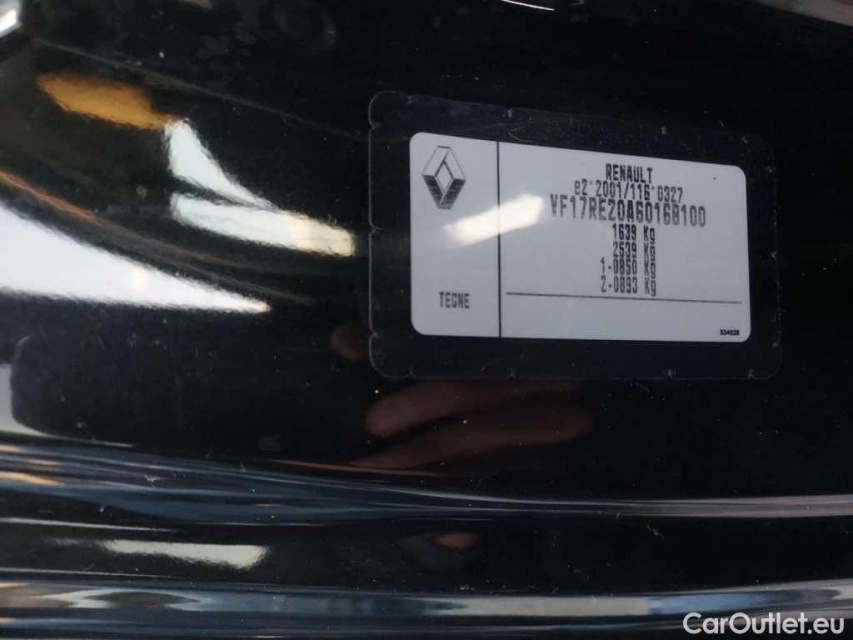 RENAULT
e2*2001/116*0327
VF17RE20A60168100
1639 Kg
2539 Kg
1-0850 Kg
2-0893 Kg
TECNE
534026
CarOutlet.eu